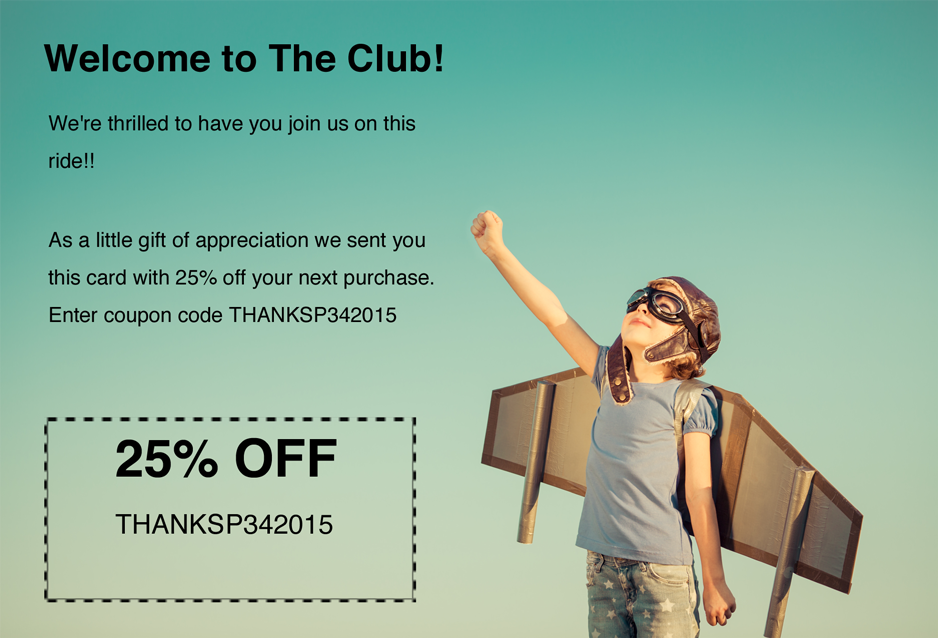 Welcome to The Club!
We're thrilled to have you join us on this
ride!!
As a little gift of appreciation we sent you
this card with 25% off your next purchase.
Enter coupon code THANKSP342015
25% OFF
THANKSP342015